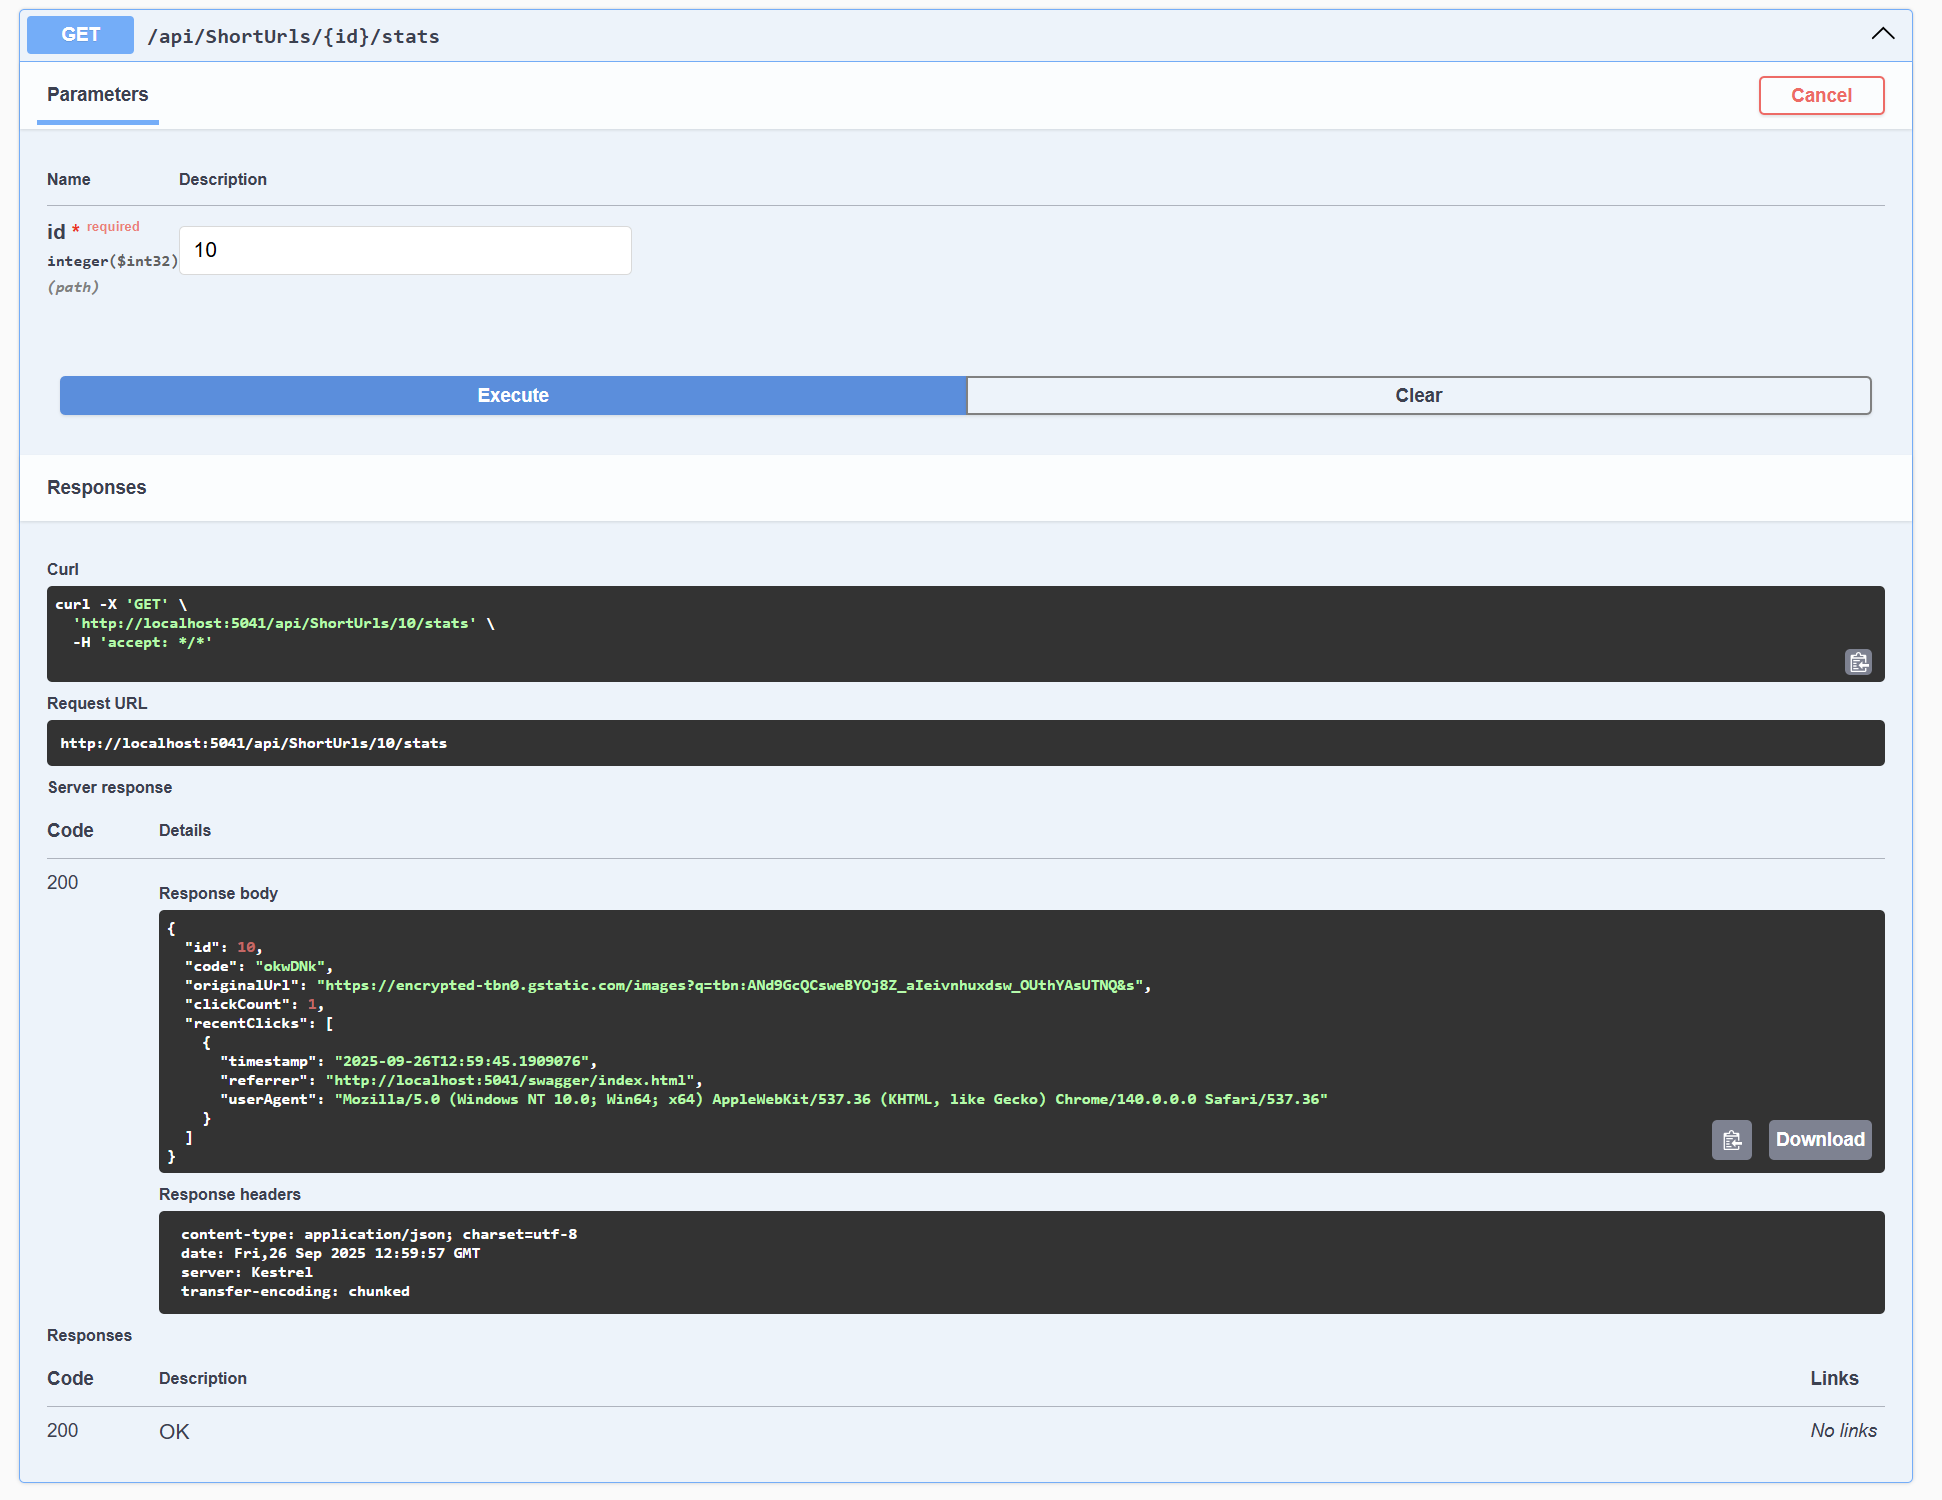 GET /api/ShortUrls/{id}/stats
Parameters
Cancel
Name Description
id * required
integer($int32)
(path)
10
Execute Clear
Responses
Curl
curl -X 'GET' \
'http://localhost:5041/api/ShortUrls/10/stats' \
-H 'accept: */*'
Request URL
http://localhost:5041/api/ShortUrls/10/stats
Server response
Code Details
200
Response body
{
"id": 10,
"code": "okwDNk",
"originalUrl": "https://encrypted-tbn0.gstatic.com/images?q=tbn:ANd9GcQCsweBYOj8Z_aIeivnhuxdsw_OUthYAsUTNQ&s",
"clickCount": 1,
"recentClicks": [
{
"timestamp": "2025-09-26T12:59:45.1909076",
"referrer": "http://localhost:5041/swagger/index.html",
"userAgent": "Mozilla/5.0 (Windows NT 10.0; Win64; x64) AppleWebKit/537.36 (KHTML, like Gecko) Chrome/140.0.0.0 Safari/537.36"
}
]
}
Download
Response headers
content-type: application/json; charset=utf-8
date: Fri,26 Sep 2025 12:59:57 GMT
server: Kestrel
transfer-encoding: chunked
Responses
Code Description Links
200 OK No links